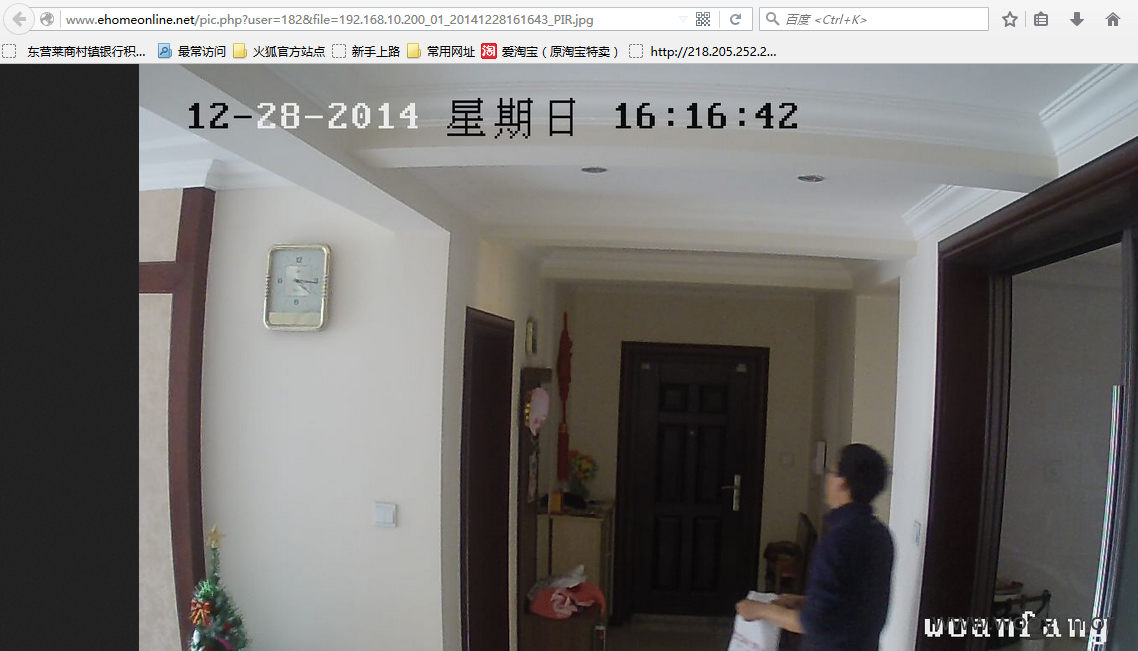 www.ehomeonline.net/pic.php?user=182&file=192.168.10.200_01_20141228161643_PIR.jpg
百度 <Ctrl+K>
东营莱商村镇银行积... 最常访问 火狐官方站点 新手上路 常用网址 淘 爱淘宝（原淘宝特卖） http://218.205.252.2...
12-28-2014 星期日 16:16:42
woanfang